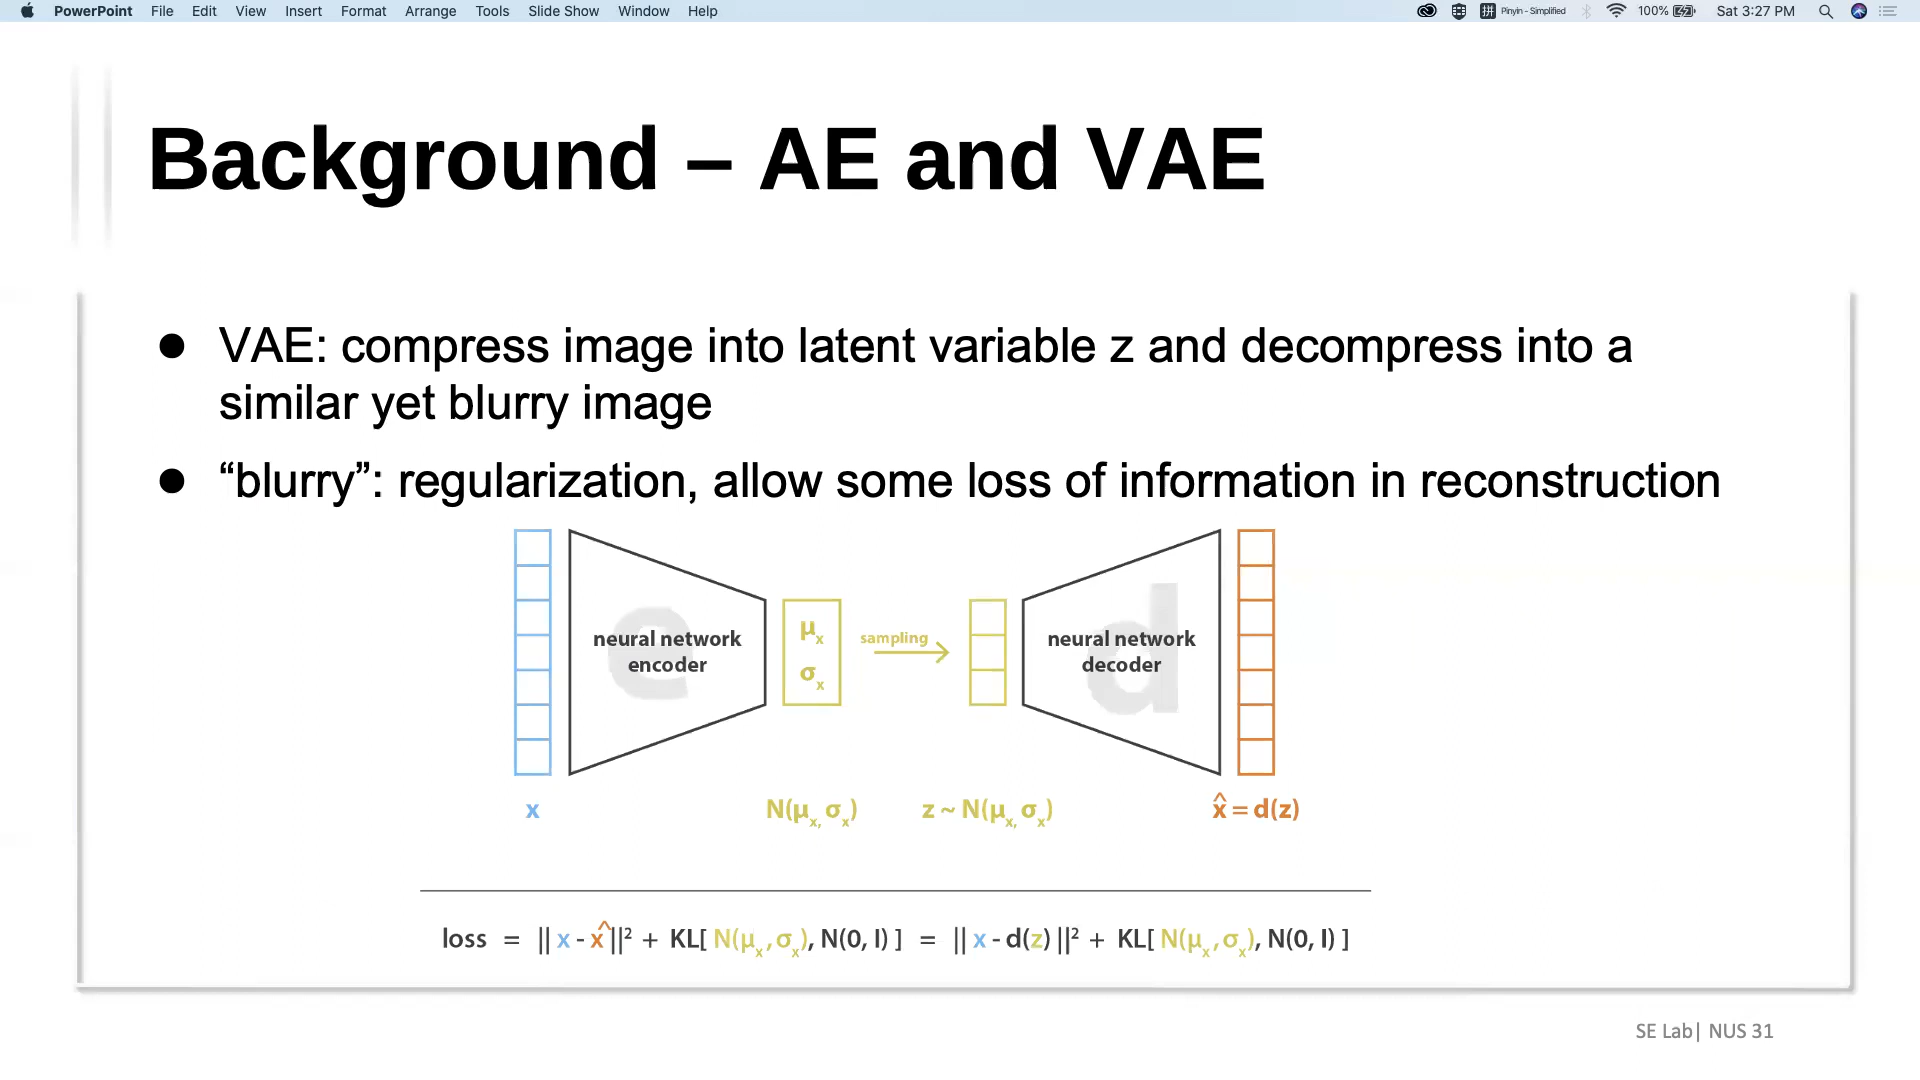 PowerPoint File Edit View Insert Format Arrange Tools Slide Show Window Help 拼 Pinyin - Simplified 100% Sat 3:27 PM
Background – AE and VAE
● VAE: compress image into latent variable z and decompress into a
similar yet blurry image
● “blurry”: regularization, allow some loss of information in reconstruction
e
neural network
encoder
μx
σx
sampling
d
neural network
decoder
x
N(μx, σx)
z ~ N(μx, σx)
x̂ = d(z)
loss = || x - x̂ ||² + KL[ N(μx, σx), N(0, I) ] = || x - d(z) ||² + KL[ N(μx, σx), N(0, I) ]
SE Lab| NUS 31